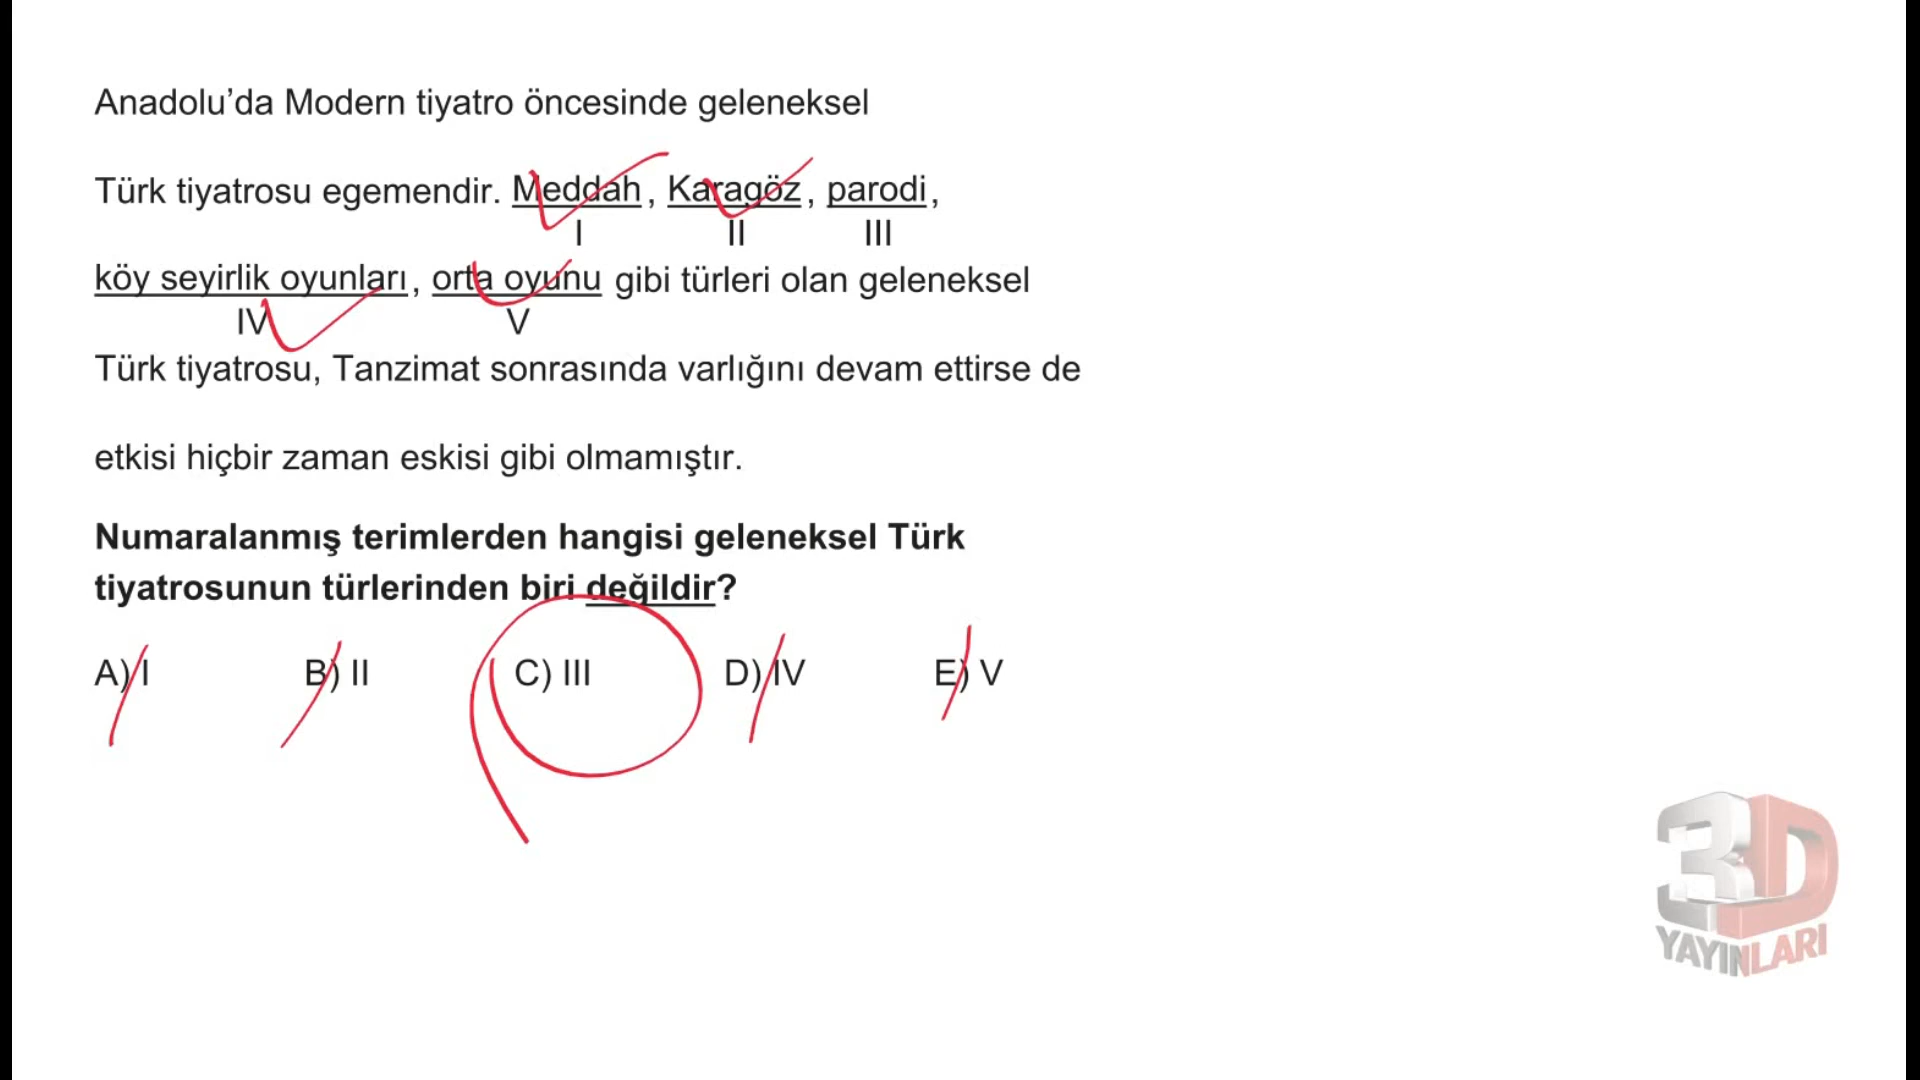 Anadolu’da Modern tiyatro öncesinde geleneksel
Türk tiyatrosu egemendir. Meddah, Karagöz, parodi,
I II III
köy seyirlik oyunları, orta oyunu gibi türleri olan geleneksel
IV V
Türk tiyatrosu, Tanzimat sonrasında varlığını devam ettirse de
etkisi hiçbir zaman eskisi gibi olmamıştır.
Numaralanmış terimlerden hangisi geleneksel Türk
tiyatrosunun türlerinden biri değildir?
A) I B) II C) III D) IV E) V
3D
YAYINLARI